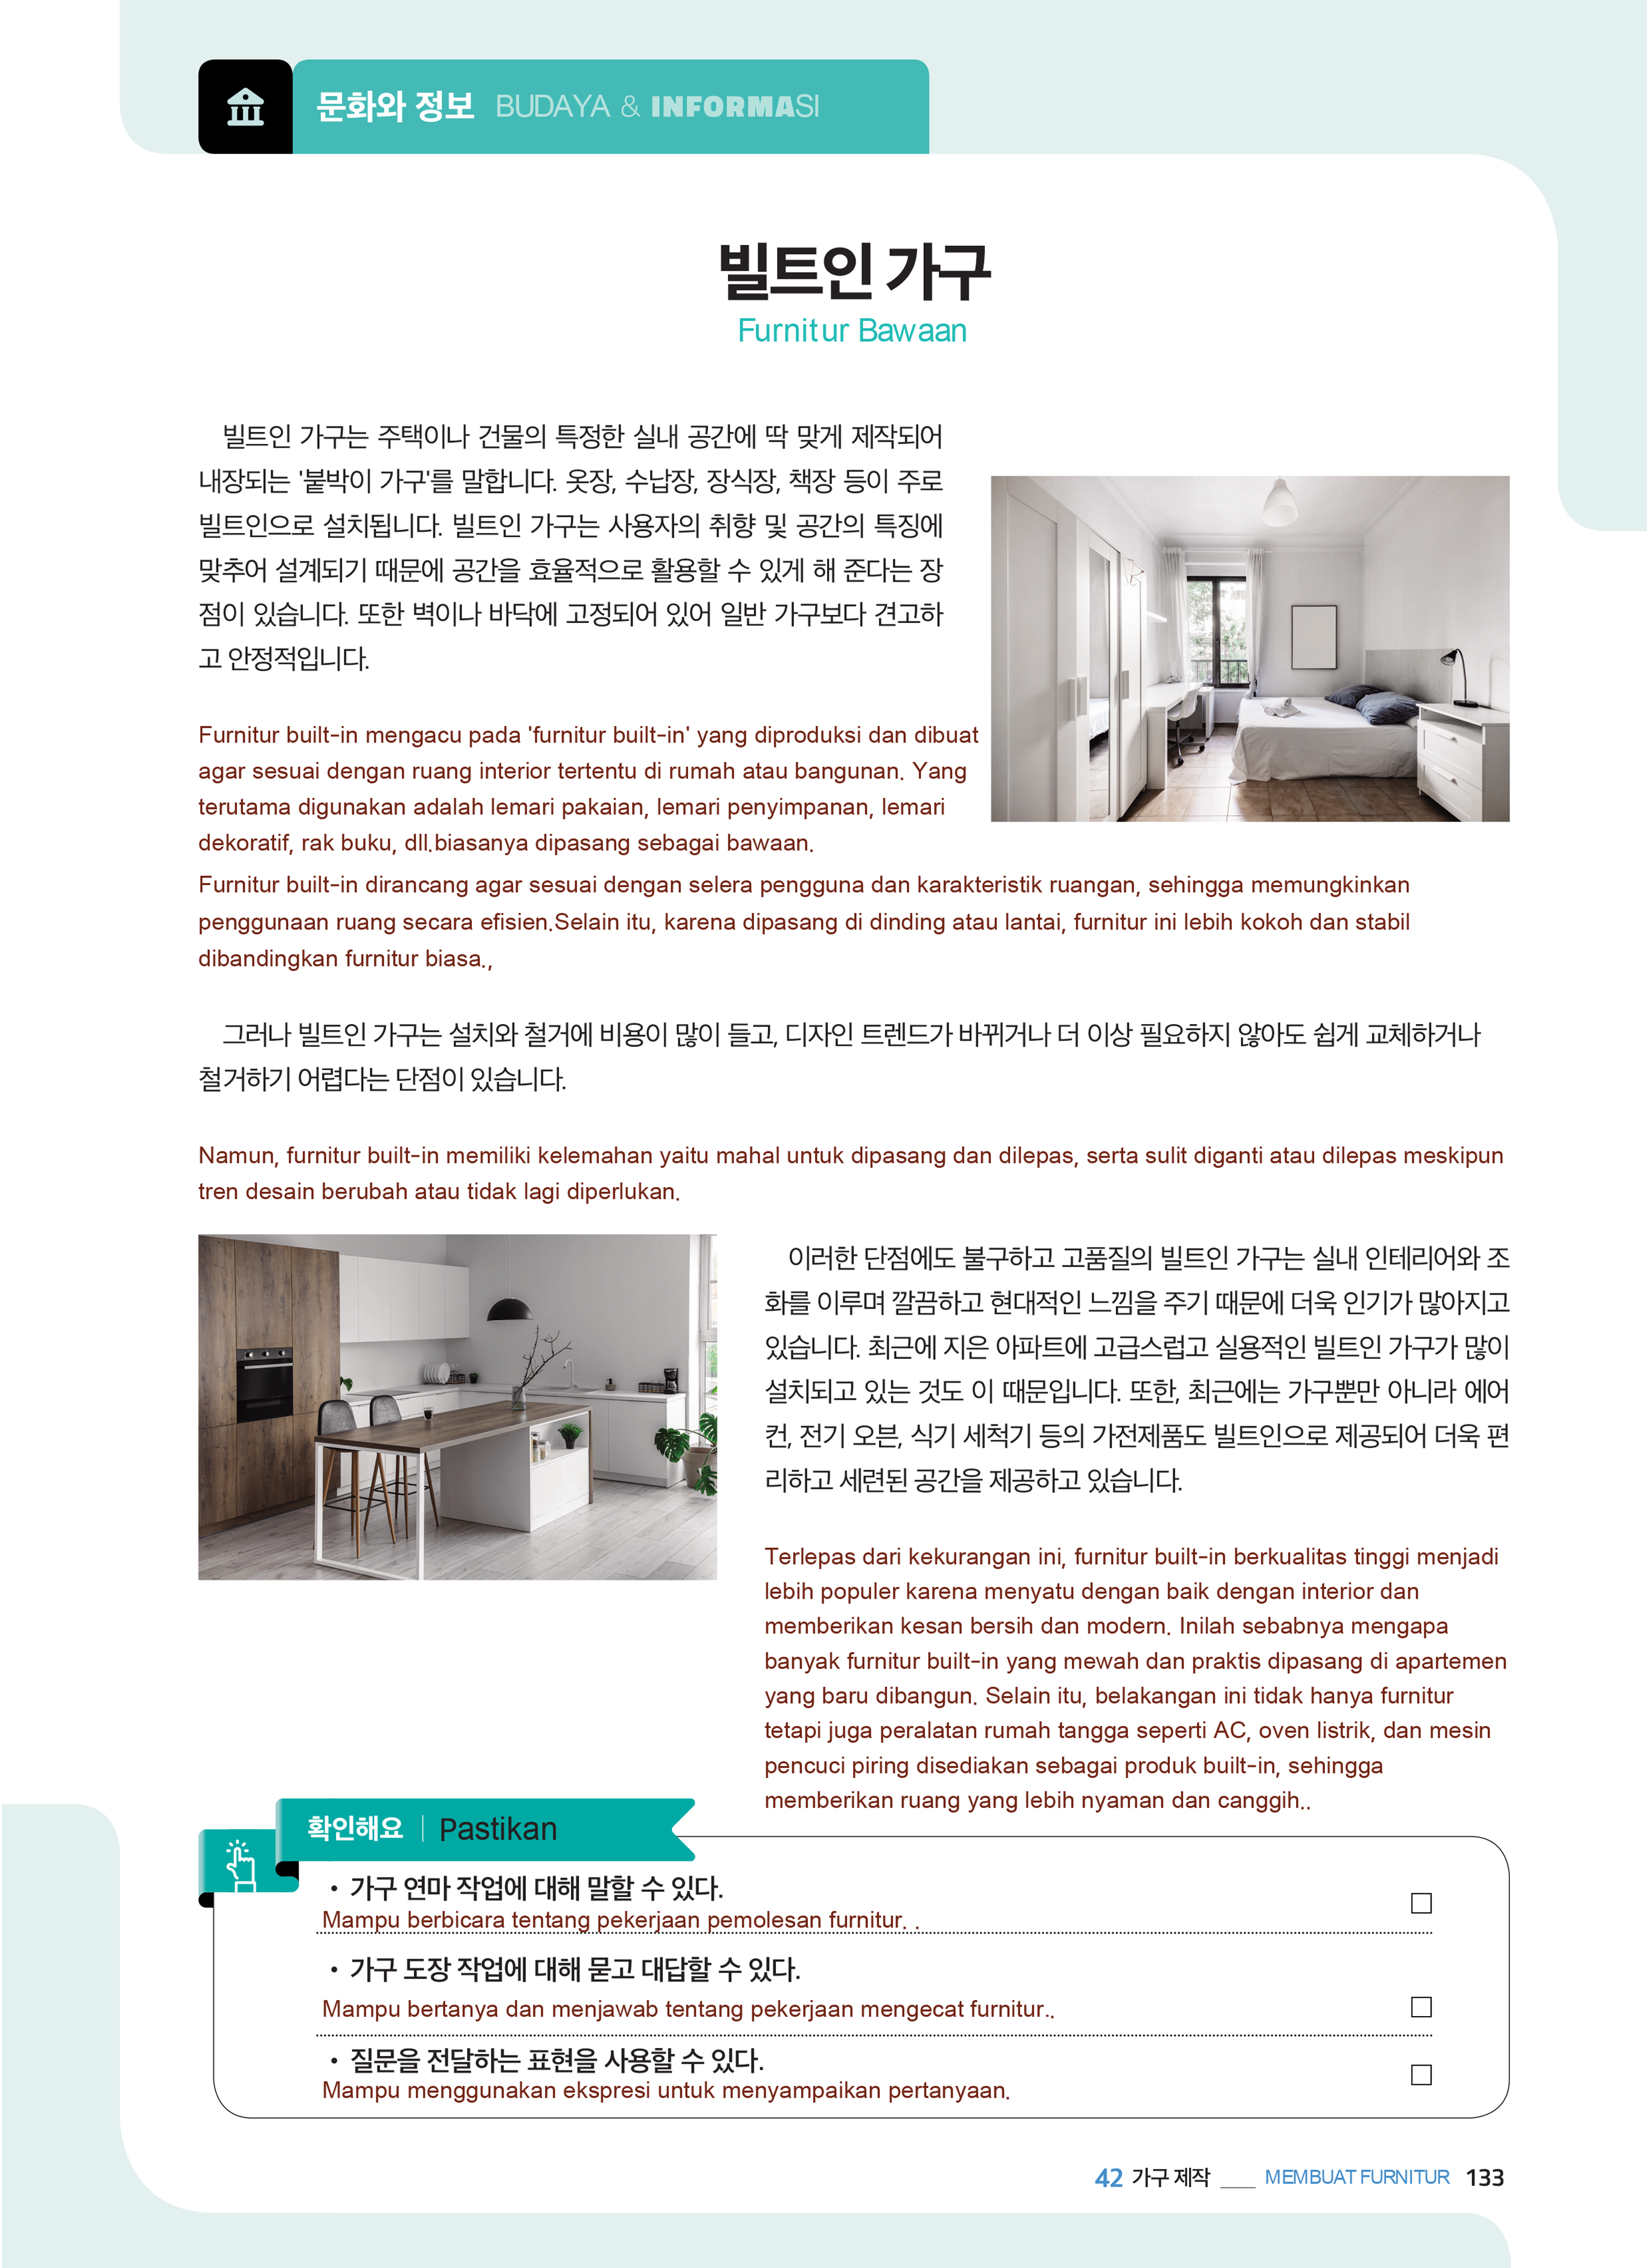 문화와 정보 BUDAYA & INFORMASI
빌트인 가구
Furnitur Bawaan
빌트인 가구는 주택이나 건물의 특정한 실내 공간에 딱 맞게 제작되어
내장되는 '붙박이 가구'를 말합니다. 옷장, 수납장, 장식장, 책장 등이 주로
빌트인으로 설치됩니다. 빌트인 가구는 사용자의 취향 및 공간의 특징에
맞추어 설계되기 때문에 공간을 효율적으로 활용할 수 있게 해 준다는 장
점이 있습니다. 또한 벽이나 바닥에 고정되어 있어 일반 가구보다 견고하
고 안정적입니다.
Furnitur built-in mengacu pada 'furnitur built-in' yang diproduksi dan dibuat
agar sesuai dengan ruang interior tertentu di rumah atau bangunan. Yang
terutama digunakan adalah lemari pakaian, lemari penyimpanan, lemari
dekoratif, rak buku, dll.biasanya dipasang sebagai bawaan.
Furnitur built-in dirancang agar sesuai dengan selera pengguna dan karakteristik ruangan, sehingga memungkinkan
penggunaan ruang secara efisien.Selain itu, karena dipasang di dinding atau lantai, furnitur ini lebih kokoh dan stabil
dibandingkan furnitur biasa.,
그러나 빌트인 가구는 설치와 철거에 비용이 많이 들고, 디자인 트렌드가 바뀌거나 더 이상 필요하지 않아도 쉽게 교체하거나
철거하기 어렵다는 단점이 있습니다.
Namun, furnitur built-in memiliki kelemahan yaitu mahal untuk dipasang dan dilepas, serta sulit diganti atau dilepas meskipun
tren desain berubah atau tidak lagi diperlukan.
이러한 단점에도 불구하고 고품질의 빌트인 가구는 실내 인테리어와 조
화를 이루며 깔끔하고 현대적인 느낌을 주기 때문에 더욱 인기가 많아지고
있습니다. 최근에 지은 아파트에 고급스럽고 실용적인 빌트인 가구가 많이
설치되고 있는 것도 이 때문입니다. 또한, 최근에는 가구뿐만 아니라 에어
컨, 전기 오븐, 식기 세척기 등의 가전제품도 빌트인으로 제공되어 더욱 편
리하고 세련된 공간을 제공하고 있습니다.
Terlepas dari kekurangan ini, furnitur built-in berkualitas tinggi menjadi
lebih populer karena menyatu dengan baik dengan interior dan
memberikan kesan bersih dan modern. Inilah sebabnya mengapa
banyak furnitur built-in yang mewah dan praktis dipasang di apartemen
yang baru dibangun. Selain itu, belakangan ini tidak hanya furnitur
tetapi juga peralatan rumah tangga seperti AC, oven listrik, dan mesin
pencuci piring disediakan sebagai produk built-in, sehingga
memberikan ruang yang lebih nyaman dan canggih..
확인해요 | Pastikan
• 가구 연마 작업에 대해 말할 수 있다.
Mampu berbicara tentang pekerjaan pemolesan furnitur. .
• 가구 도장 작업에 대해 묻고 대답할 수 있다.
Mampu bertanya dan menjawab tentang pekerjaan mengecat furnitur..
• 질문을 전달하는 표현을 사용할 수 있다.
Mampu menggunakan ekspresi untuk menyampaikan pertanyaan.
42 가구 제작 ___ MEMBUAT FURNITUR 133